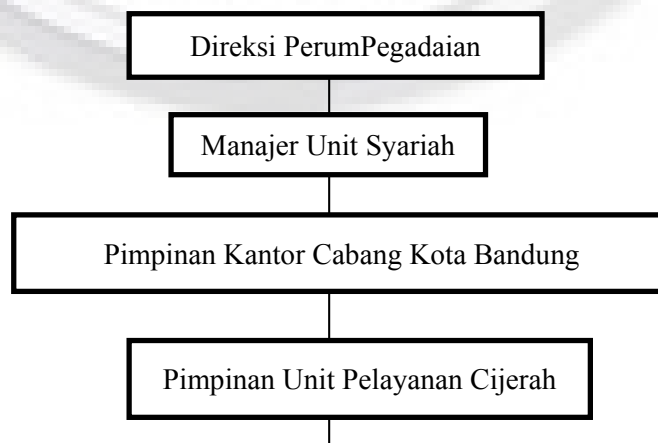 Direksi PerumPegadaian
Manajer Unit Syariah
Pimpinan Kantor Cabang Kota Bandung
Pimpinan Unit Pelayanan Cijerah